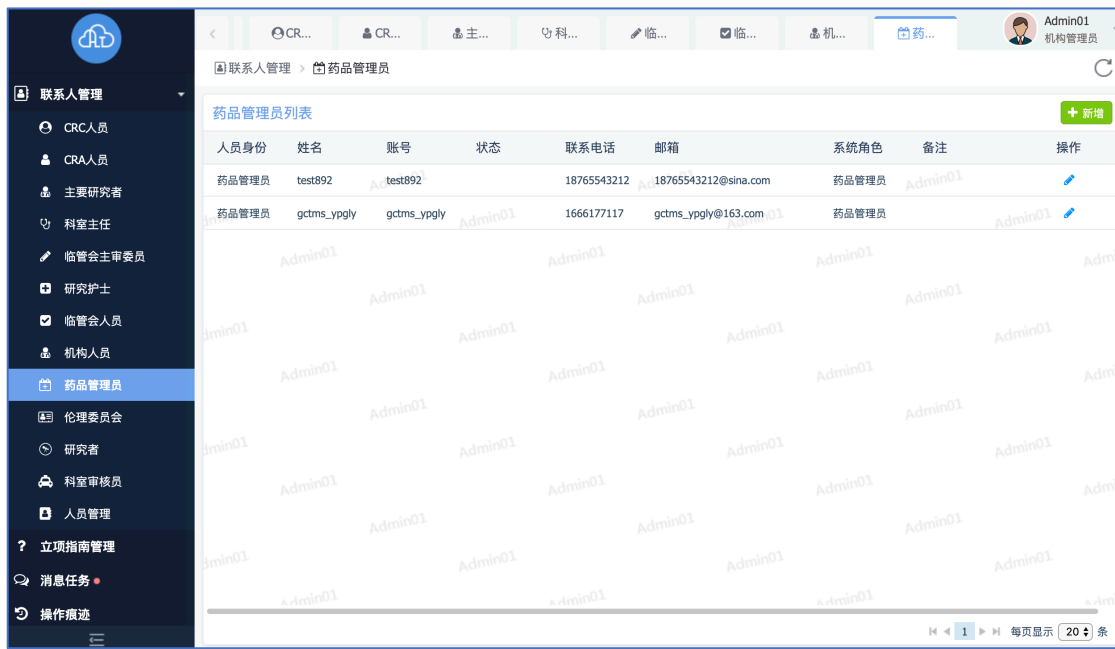 CR... CR... 主... 科... 临... 临... 机... 药... Admin01
机构管理员
联系人管理 > 药品管理员
联系人管理
CRC人员
CRA人员
主要研究者
科室主任
临管会主审委员
研究护士
临管会人员
机构人员
药品管理员
伦理委员会
研究者
科室审核员
人员管理
立项指南管理
消息任务
操作痕迹
药品管理员列表 新增
人员身份 姓名 账号 状态 联系电话 邮箱 系统角色 备注 操作
药品管理员 test892 test892 18765543212 18765543212@sina.com 药品管理员
药品管理员 gctms_ypgly gctms_ypgly 1666177117 gctms_ypgly@163.com 药品管理员
Admin01
1 每页显示 20 条